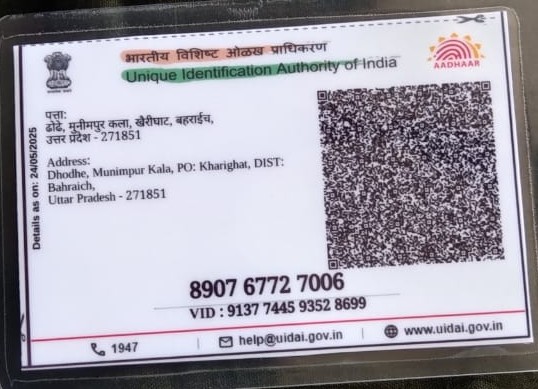 भारतीय विशिष्ट ओळख प्राधिकरण
Unique Identification Authority of India
AADHAAR
Details as on: 24/05/2025
पत्ता:
ढोढे, मुनीमपुर कला, खैरीघाट, बहराईच,
उत्तर प्रदेश - 271851
Address:
Dhodhe, Munimpur Kala, PO: Kharighat, DIST:
Bahraich,
Uttar Pradesh - 271851
8907 6772 7006
VID : 9137 7445 9352 8699
1947
help@uidai.gov.in
www.uidai.gov.in